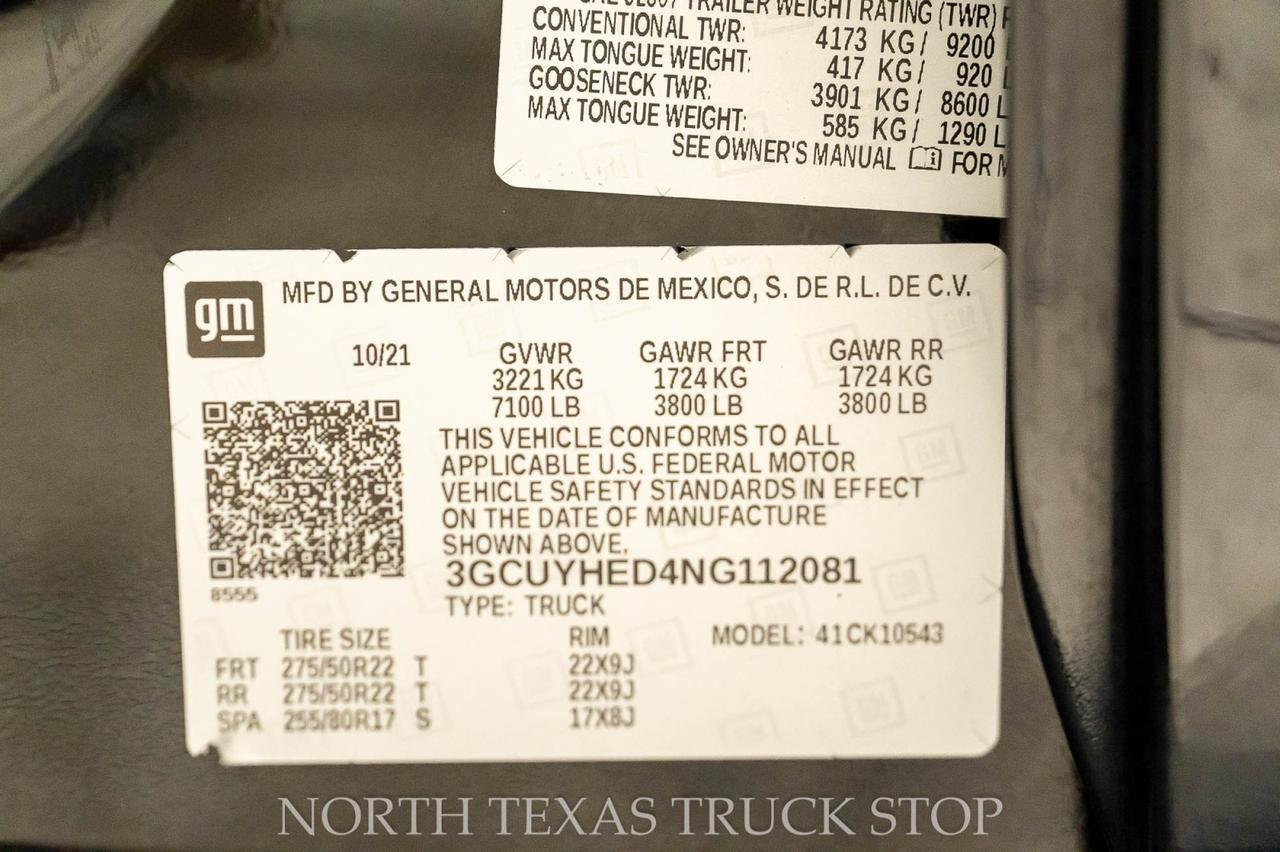 TRAILER WEIGHT RATING (TWR)
CONVENTIONAL TWR: 4173 KG / 9200
MAX TONGUE WEIGHT: 417 KG / 920
GOOSENECK TWR: 3901 KG / 8600 L
MAX TONGUE WEIGHT: 585 KG / 1290 L
SEE OWNER'S MANUAL FOR M
gm MFD BY GENERAL MOTORS DE MEXICO, S. DE R.L. DE C.V.
10/21 GVWR GAWR FRT GAWR RR
3221 KG 1724 KG 1724 KG
7100 LB 3800 LB 3800 LB
THIS VEHICLE CONFORMS TO ALL
APPLICABLE U.S. FEDERAL MOTOR
VEHICLE SAFETY STANDARDS IN EFFECT
ON THE DATE OF MANUFACTURE
SHOWN ABOVE.
3GCUYHED4NG112081
8555
TYPE: TRUCK
TIRE SIZE RIM MODEL: 41CK10543
FRT 275/50R22 T 22X9J
RR 275/50R22 T 22X9J
SPA 255/80R17 S 17X8J
NORTH TEXAS TRUCK STOP